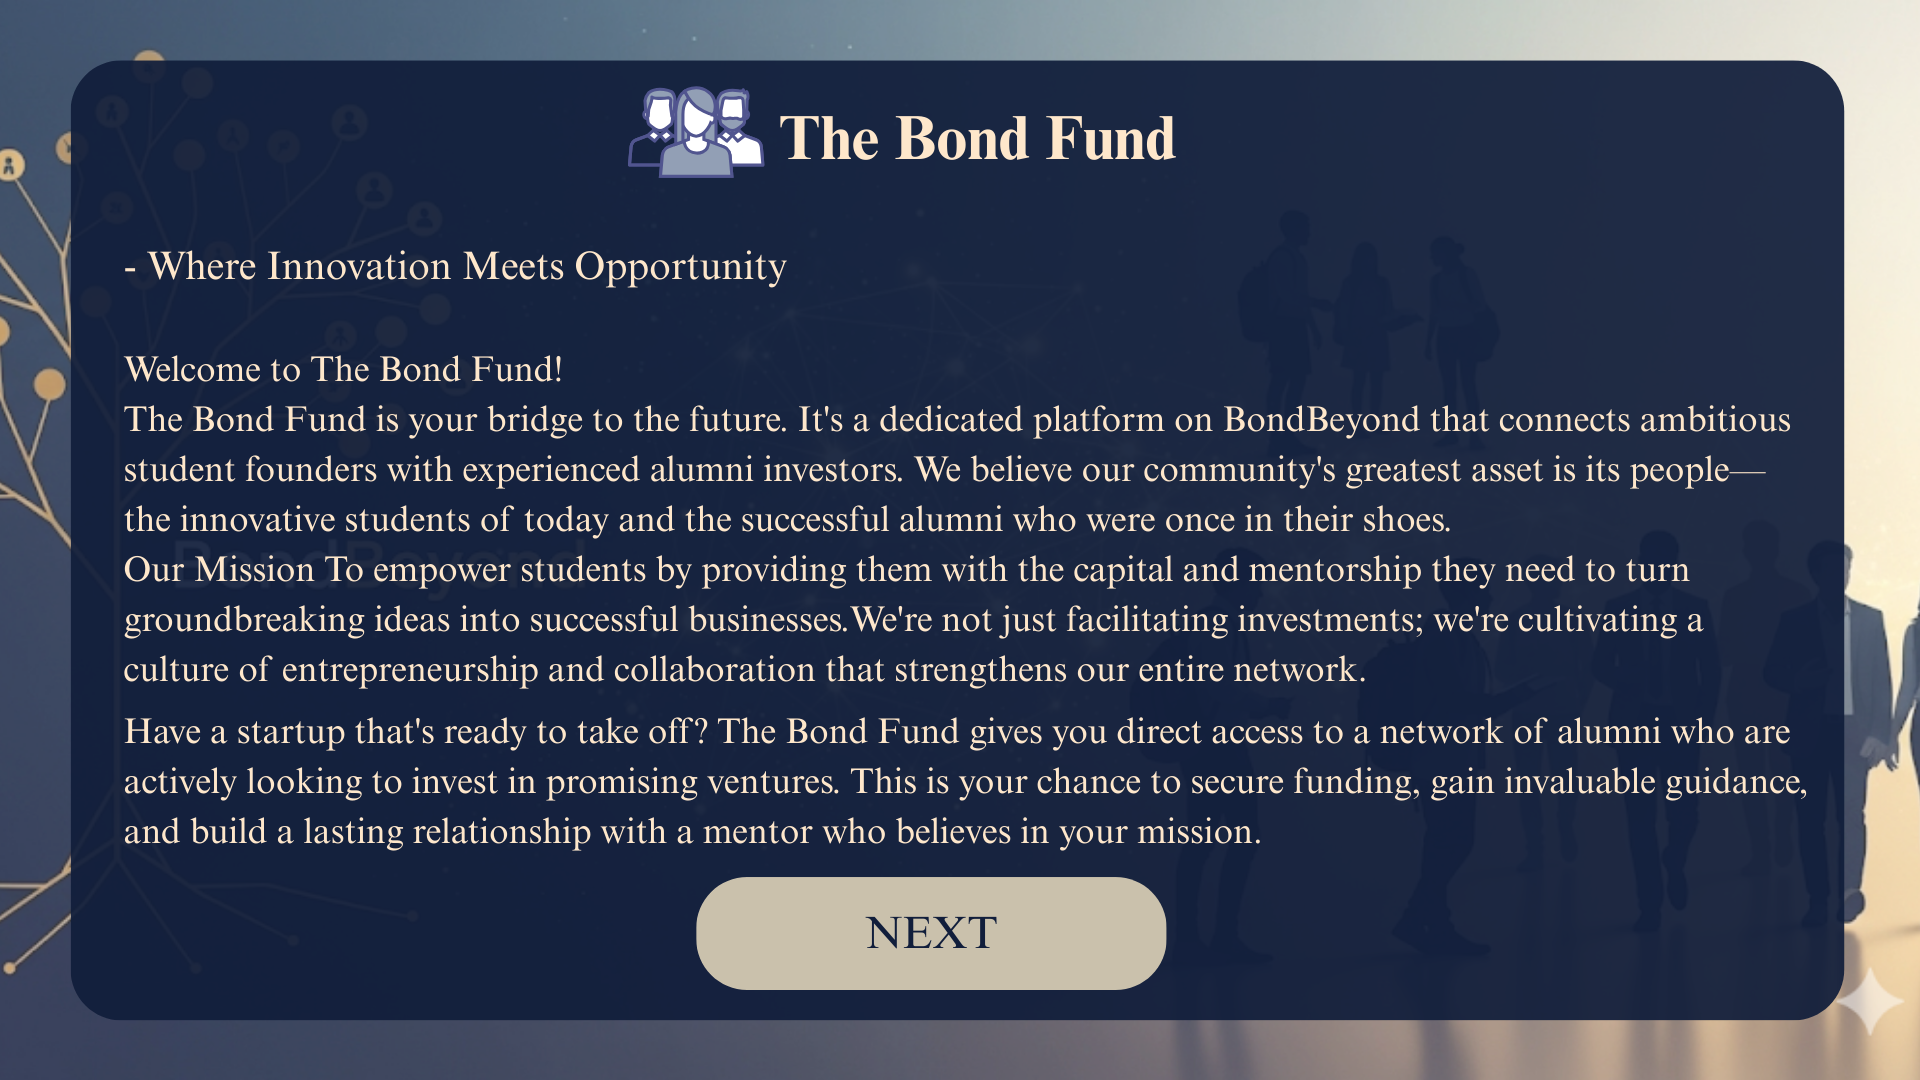 The Bond Fund
- Where Innovation Meets Opportunity
Welcome to The Bond Fund!
The Bond Fund is your bridge to the future. It's a dedicated platform on BondBeyond that connects ambitious
student founders with experienced alumni investors. We believe our community's greatest asset is its people—
the innovative students of today and the successful alumni who were once in their shoes.
BondBeyond
Our Mission To empower students by providing them with the capital and mentorship they need to turn
groundbreaking ideas into successful businesses.We're not just facilitating investments; we're cultivating a
culture of entrepreneurship and collaboration that strengthens our entire network.
Have a startup that's ready to take off? The Bond Fund gives you direct access to a network of alumni who are
actively looking to invest in promising ventures. This is your chance to secure funding, gain invaluable guidance,
and build a lasting relationship with a mentor who believes in your mission.
NEXT